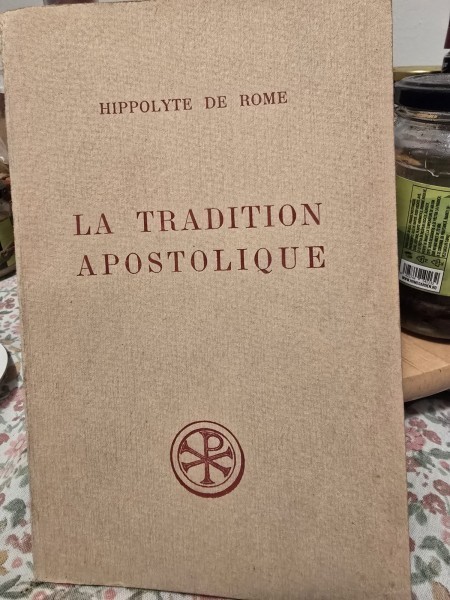 HIPPOLYTE DE ROME
LA TRADITION
APOSTOLIQUE